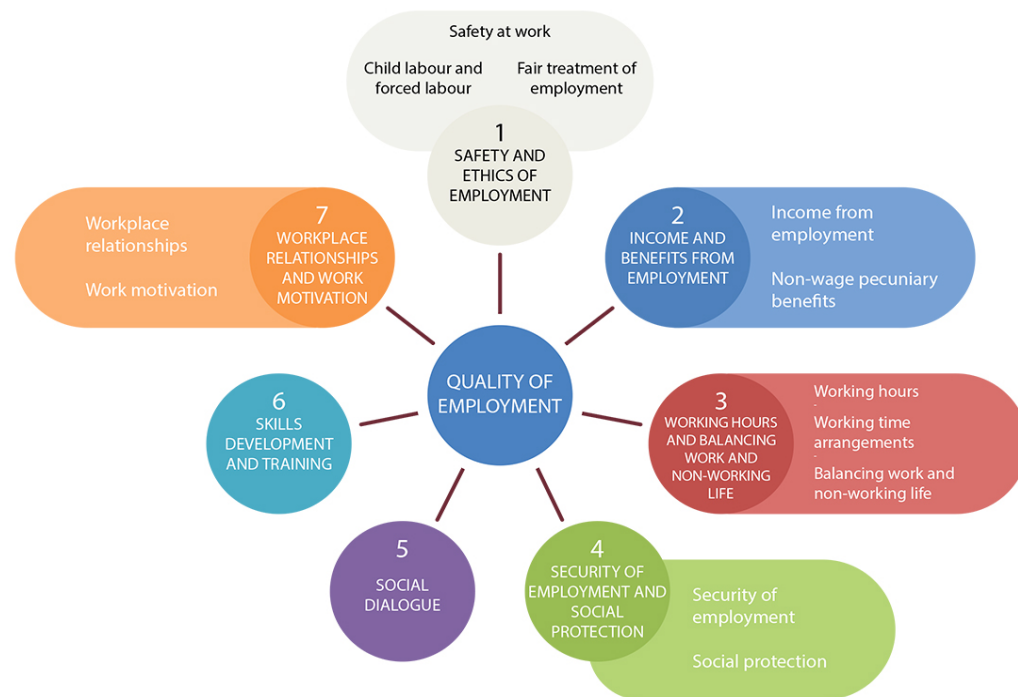 Safety at work
Child labour and
forced labour
Fair treatment of
employment
1
SAFETY AND
ETHICS OF
EMPLOYMENT
2
INCOME AND
BENEFITS FROM
EMPLOYMENT
Income from
employment
Non-wage pecuniary
benefits
3
WORKING HOURS
AND BALANCING
WORK AND
NON-WORKING
LIFE
Working hours
Working time
arrangements
Balancing work and
non-working life
4
SECURITY OF
EMPLOYMENT AND
SOCIAL
PROTECTION
Security of
employment
Social protection
5
SOCIAL
DIALOGUE
6
SKILLS
DEVELOPMENT
AND TRAINING
7
WORKPLACE
RELATIONSHIPS
AND WORK
MOTIVATION
Workplace
relationships
Work motivation
QUALITY OF
EMPLOYMENT